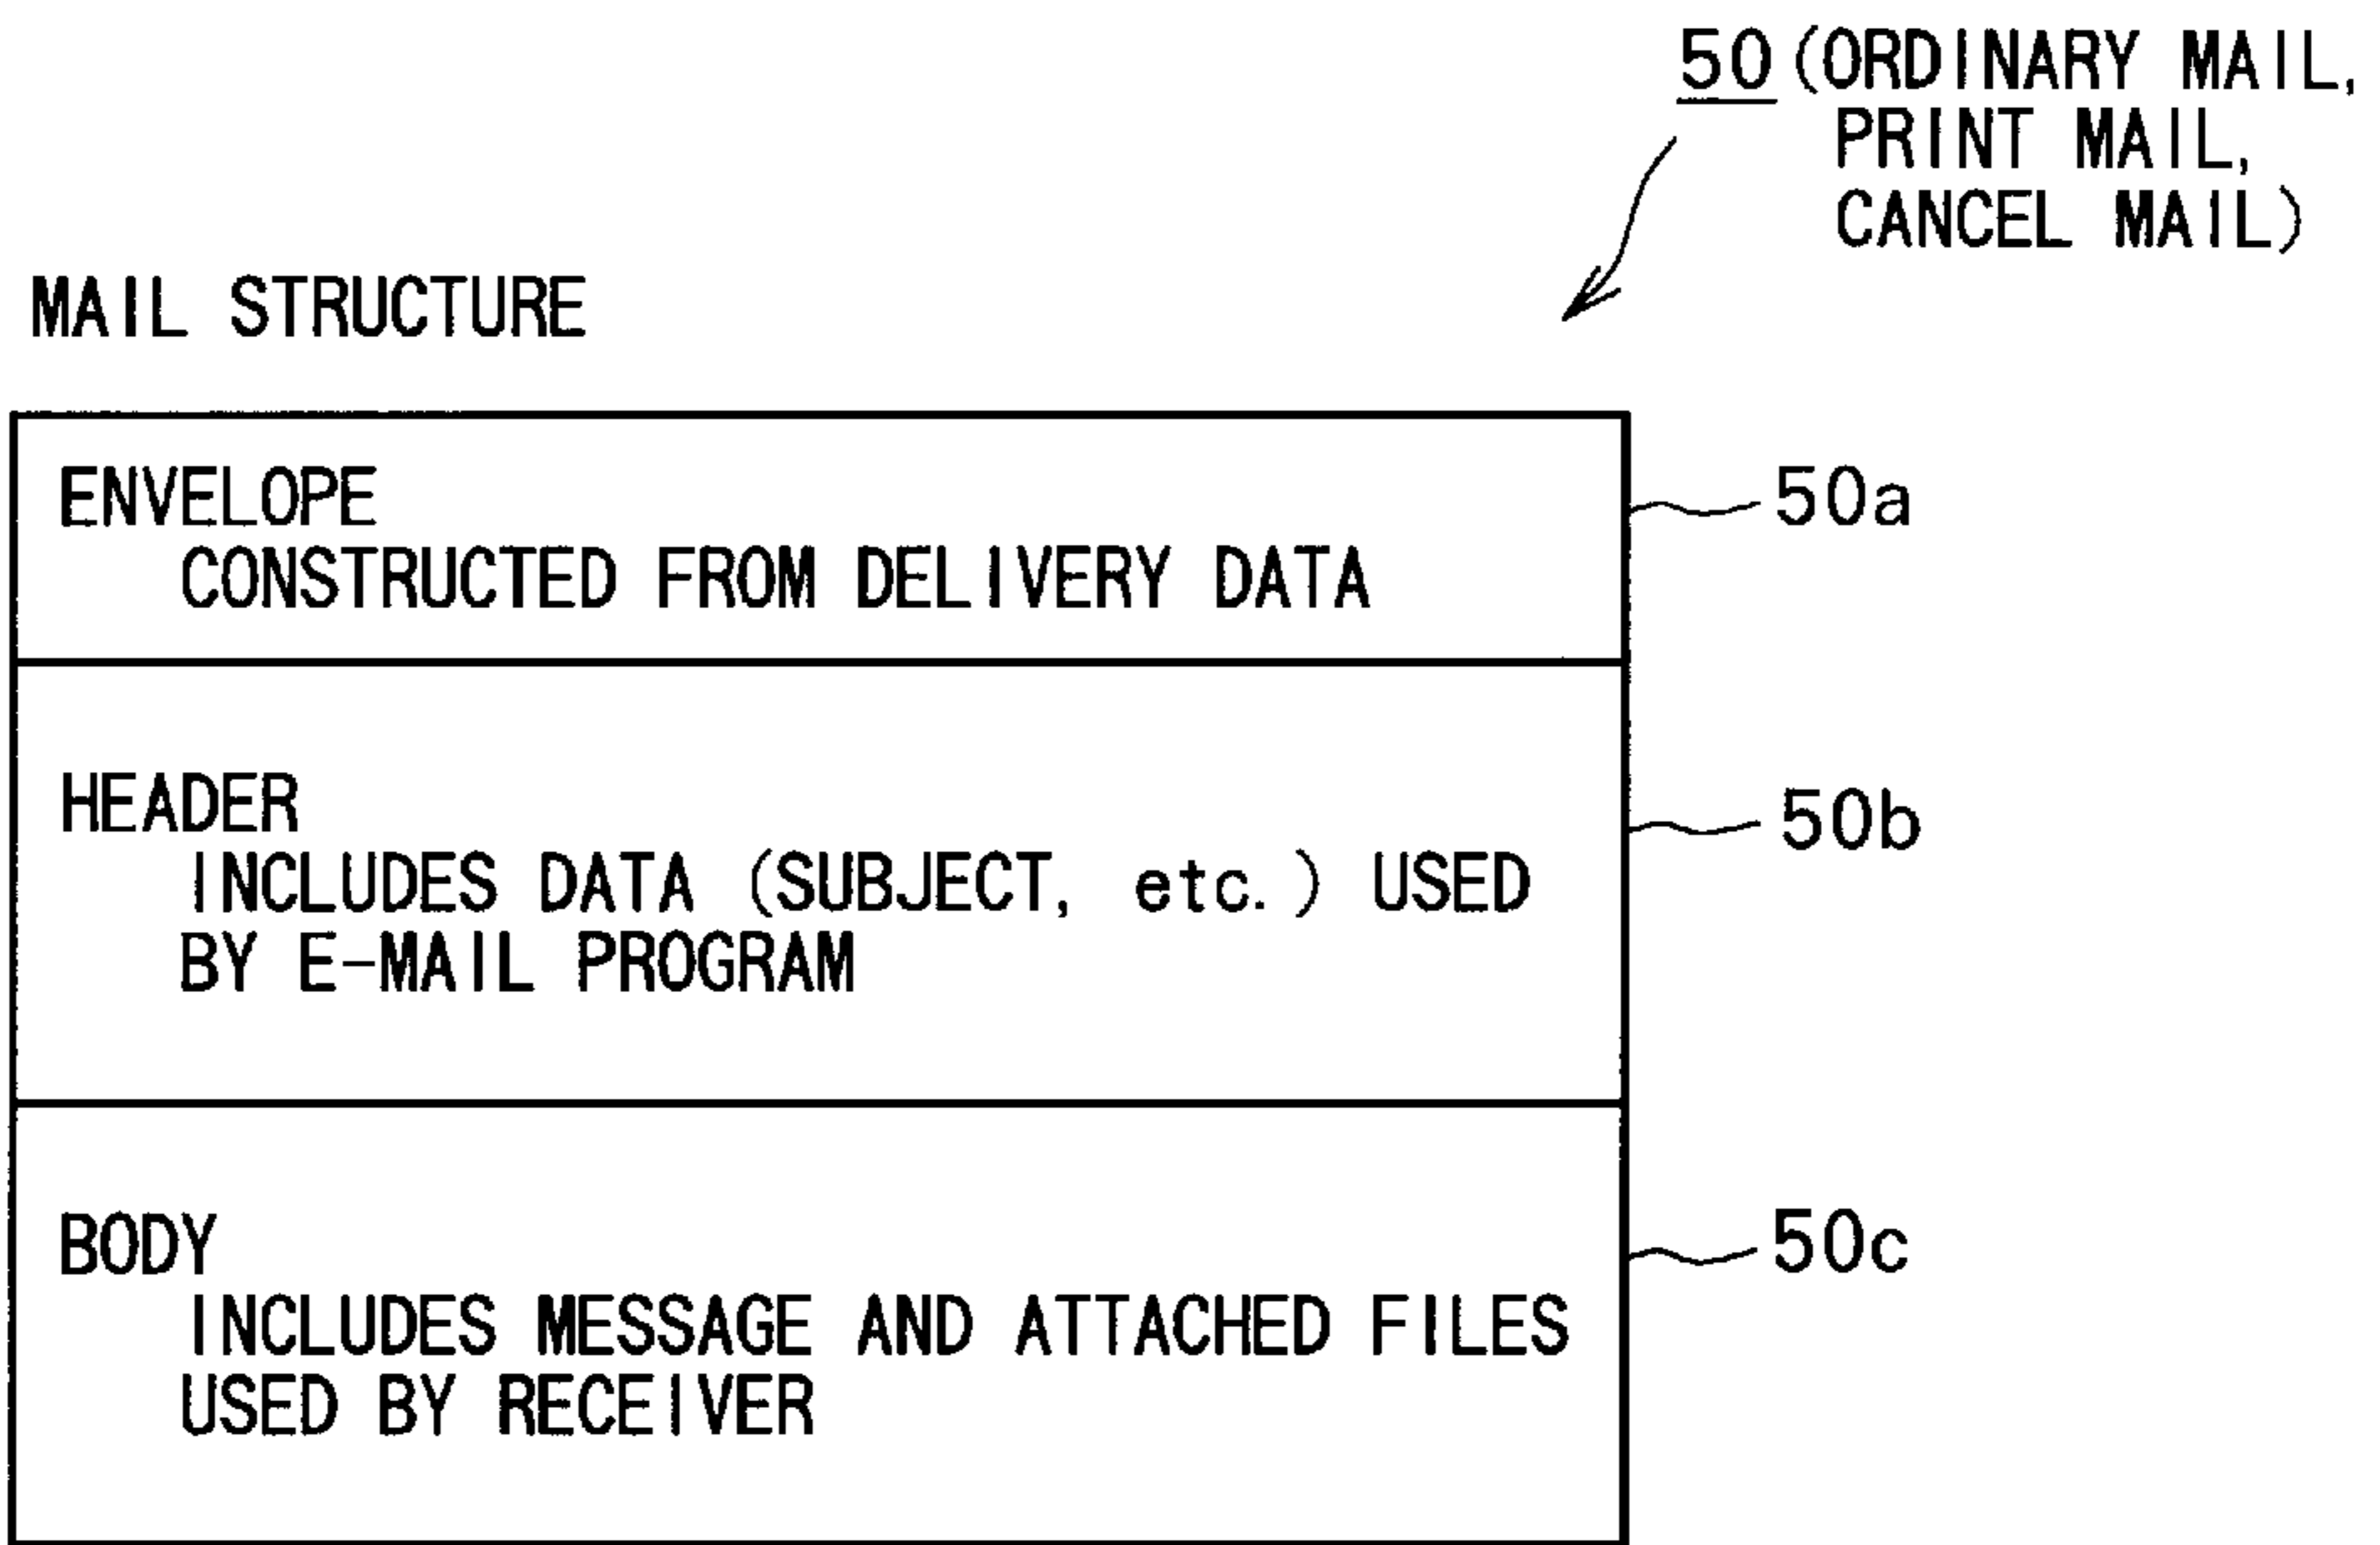 50 (ORDINARY MAIL,
PRINT MAIL,
CANCEL MAIL)
MAIL STRUCTURE
ENVELOPE
CONSTRUCTED FROM DELIVERY DATA
50a
HEADER
INCLUDES DATA (SUBJECT, etc.) USED
BY E-MAIL PROGRAM
50b
BODY
INCLUDES MESSAGE AND ATTACHED FILES
USED BY RECEIVER
50c